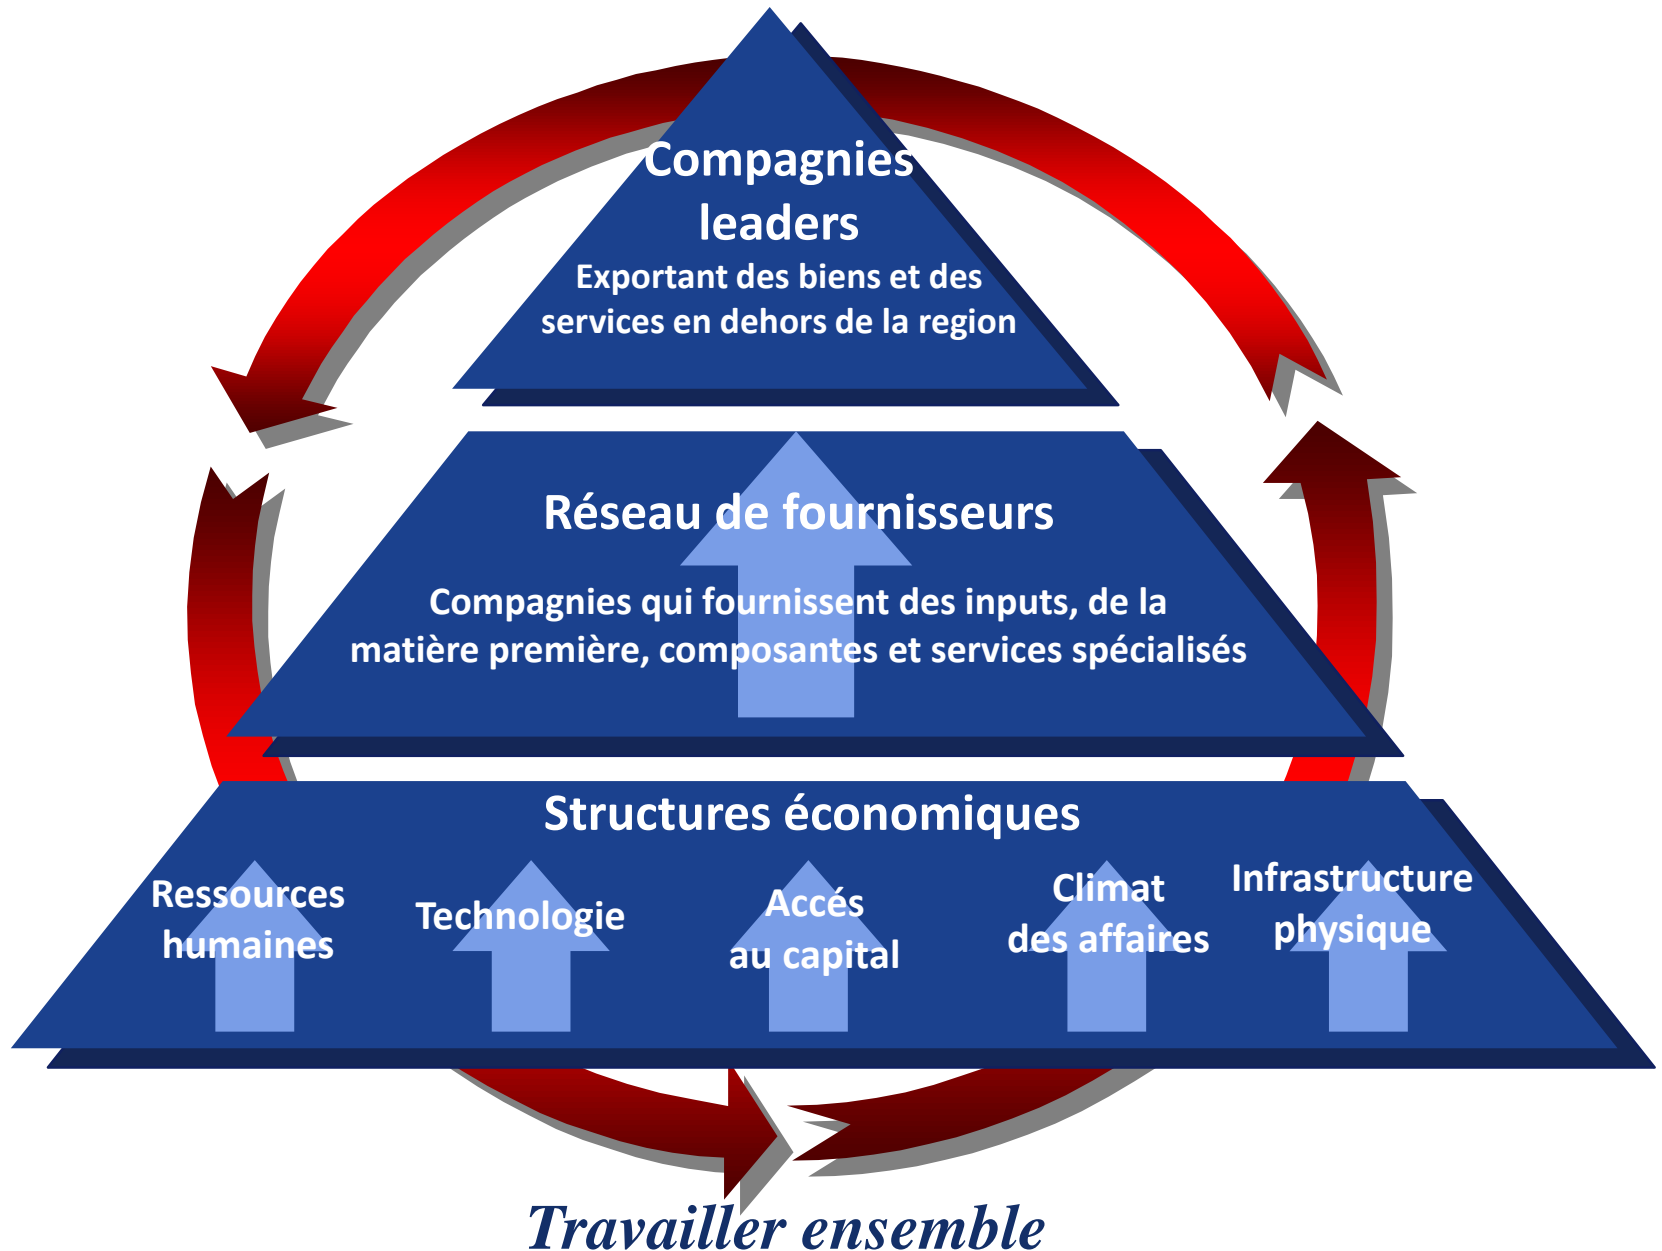 Compagnies
leaders
Exportant des biens et des
services en dehors de la region
Réseau de fournisseurs
Compagnies qui fournissent des inputs, de la
matière première, composantes et services spécialisés
Structures économiques
Ressources
humaines
Technologie
Accés
au capital
Climat
des affaires
Infrastructure
physique
Travailler ensemble